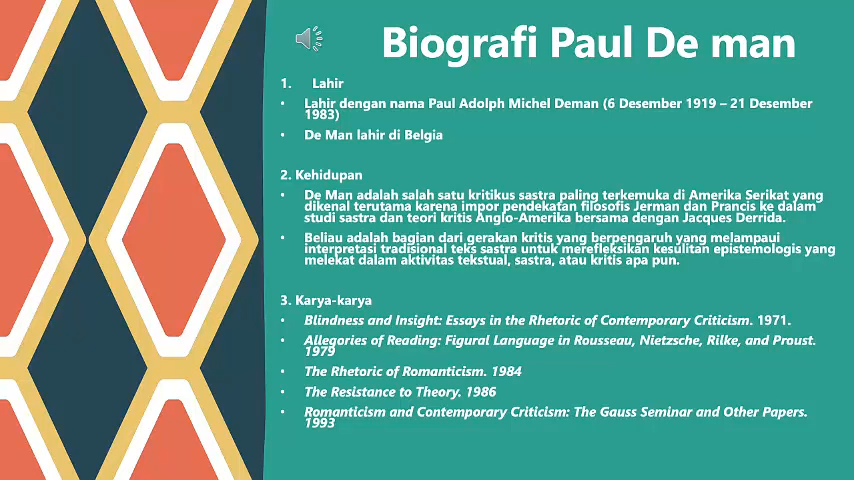 Biografi Paul De man
1. Lahir
• Lahir dengan nama Paul Adolph Michel Deman (6 Desember 1919 – 21 Desember
1983)
• De Man lahir di Belgia
2. Kehidupan
• De Man adalah salah satu kritikus sastra paling terkemuka di Amerika Serikat yang
dikenal terutama karena impor pendekatan filosofis Jerman dan Prancis ke dalam
studi sastra dan teori kritis Anglo-Amerika bersama dengan Jacques Derrida.
• Beliau adalah bagian dari gerakan kritis yang berpengaruh yang melampaui
interpretasi tradisional teks sastra untuk merefleksikan kesulitan epistemologis yang
melekat dalam aktivitas tekstual, sastra, atau kritis apa pun.
3. Karya-karya
• Blindness and Insight: Essays in the Rhetoric of Contemporary Criticism. 1971.
• Allegories of Reading: Figural Language in Rousseau, Nietzsche, Rilke, and Proust.
1979
• The Rhetoric of Romanticism. 1984
• The Resistance to Theory. 1986
• Romanticism and Contemporary Criticism: The Gauss Seminar and Other Papers.
1993